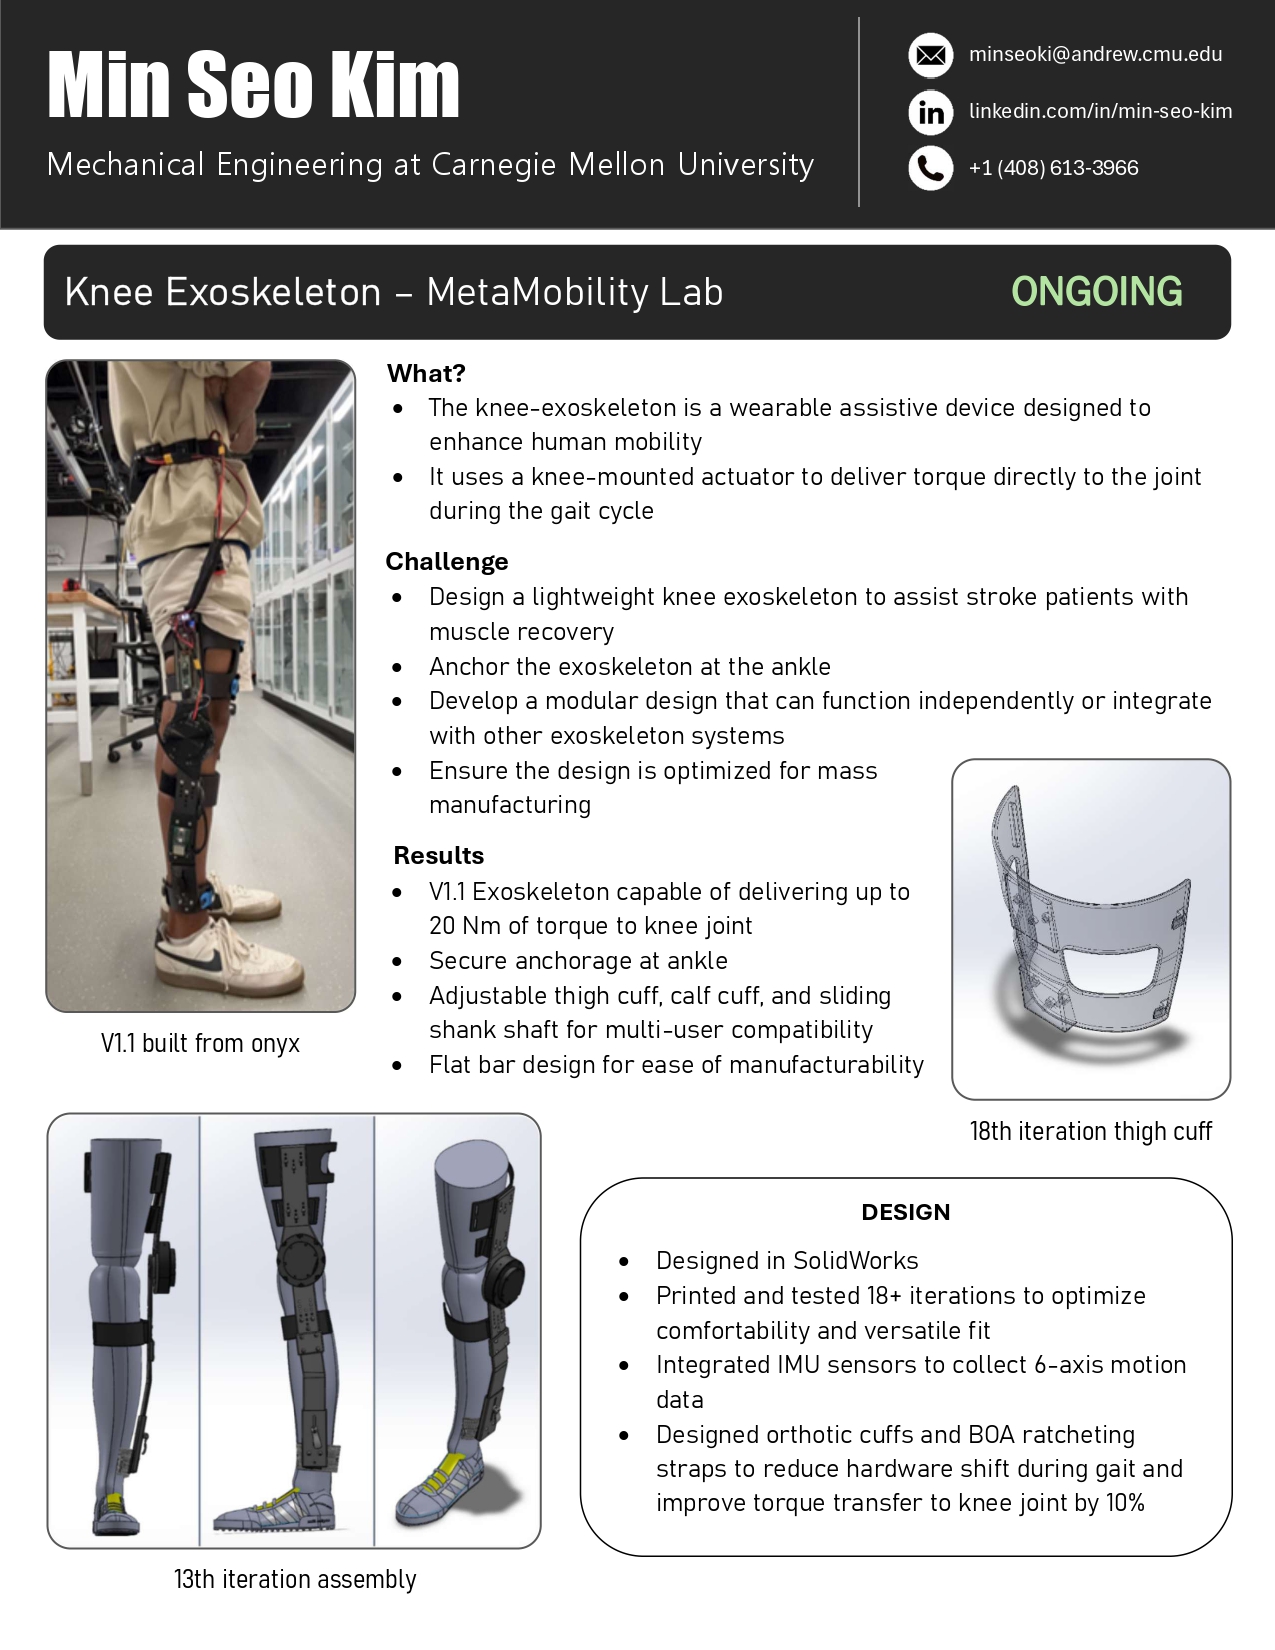 Min Seo Kim
Mechanical Engineering at Carnegie Mellon University
minseoki@andrew.cmu.edu
in
linkedin.com/in/min-seo-kim
+1 (408) 613-3966
Knee Exoskeleton – MetaMobility Lab
ONGOING
What?
• The knee-exoskeleton is a wearable assistive device designed to
enhance human mobility
• It uses a knee-mounted actuator to deliver torque directly to the joint
during the gait cycle
Challenge
• Design a lightweight knee exoskeleton to assist stroke patients with
muscle recovery
• Anchor the exoskeleton at the ankle
• Develop a modular design that can function independently or integrate
with other exoskeleton systems
• Ensure the design is optimized for mass
manufacturing
Results
• V1.1 Exoskeleton capable of delivering up to
20 Nm of torque to knee joint
• Secure anchorage at ankle
• Adjustable thigh cuff, calf cuff, and sliding
shank shaft for multi-user compatibility
• Flat bar design for ease of manufacturability
V1.1 built from onyx
18th iteration thigh cuff
DESIGN
• Designed in SolidWorks
• Printed and tested 18+ iterations to optimize
comfortability and versatile fit
• Integrated IMU sensors to collect 6-axis motion
data
• Designed orthotic cuffs and BOA ratcheting
straps to reduce hardware shift during gait and
improve torque transfer to knee joint by 10%
13th iteration assembly